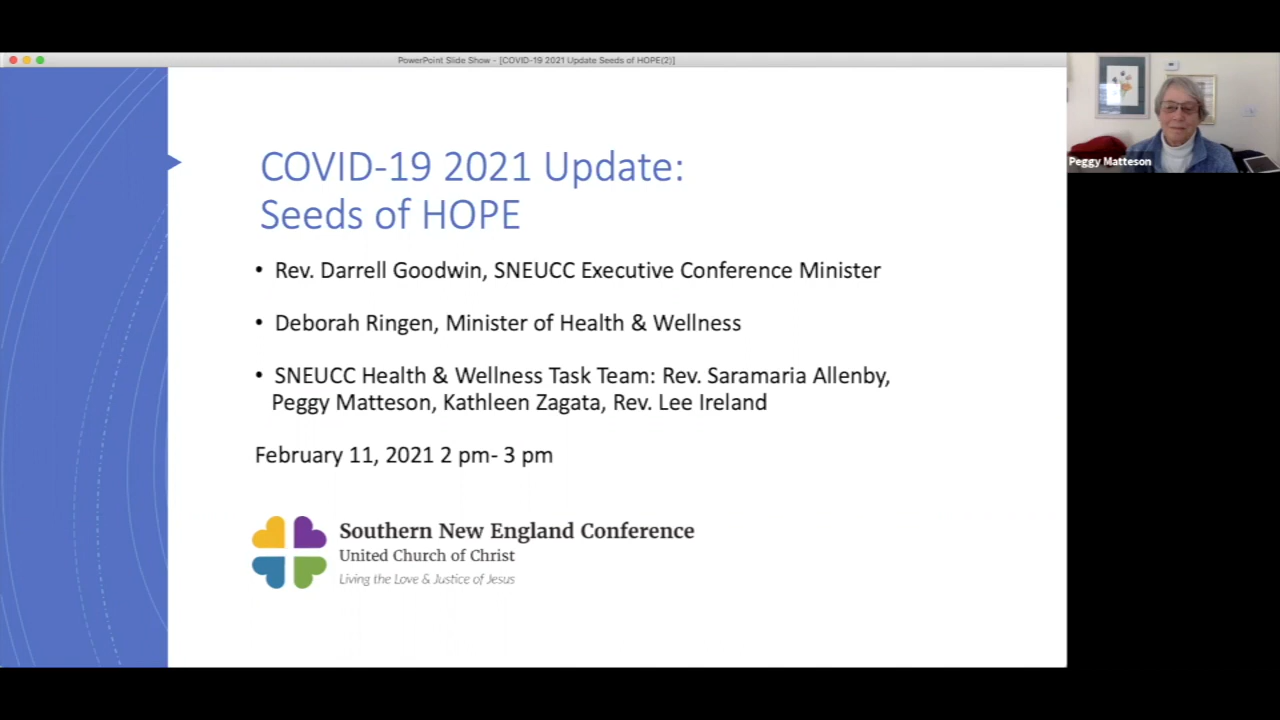 PowerPoint Slide Show - [COVID-19 2021 Update Seeds of HOPE(2)]
COVID-19 2021 Update:
Seeds of HOPE
• Rev. Darrell Goodwin, SNEUCC Executive Conference Minister
• Deborah Ringen, Minister of Health & Wellness
• SNEUCC Health & Wellness Task Team: Rev. Saramaria Allenby,
Peggy Matteson, Kathleen Zagata, Rev. Lee Ireland
February 11, 2021 2 pm- 3 pm
Southern New England Conference
United Church of Christ
Living the Love & Justice of Jesus
Peggy Matteson